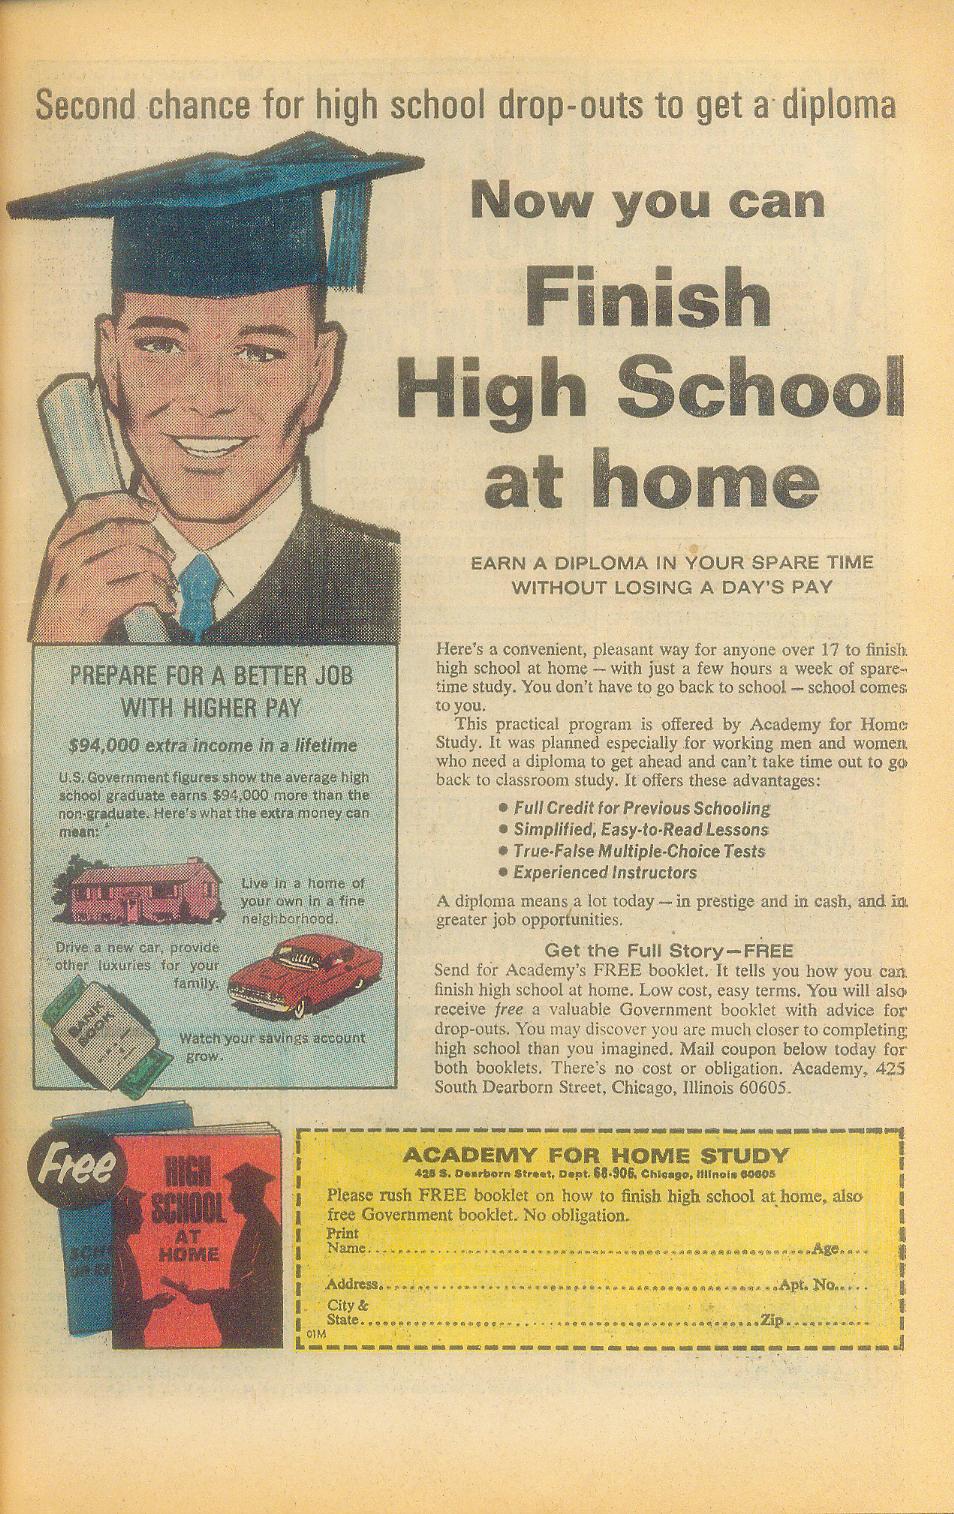 Second chance for high school drop-outs to get a diploma
Now you can
Finish
High School
at home
EARN A DIPLOMA IN YOUR SPARE TIME
WITHOUT LOSING A DAY'S PAY
PREPARE FOR A BETTER JOB
WITH HIGHER PAY
$94,000 extra income in a lifetime
U.S. Government figures show the average high
school graduate earns $94,000 more than the
non-graduate. Here's what the extra money can
mean:
Live in a home of
your own in a fine
neighborhood.
Drive a new car, provide
other luxuries for your
family.
BANK
BOOK
Watch your savings account
grow.
Here's a convenient, pleasant way for anyone over 17 to finish
high school at home — with just a few hours a week of spare-
time study. You don't have to go back to school — school comes
to you.
This practical program is offered by Academy for Home
Study. It was planned especially for working men and women
who need a diploma to get ahead and can't take time out to go
back to classroom study. It offers these advantages:
● Full Credit for Previous Schooling
● Simplified, Easy-to-Read Lessons
● True-False Multiple-Choice Tests
● Experienced Instructors
A diploma means a lot today — in prestige and in cash, and in
greater job opportunities.
Get the Full Story—FREE
Send for Academy's FREE booklet. It tells you how you can
finish high school at home. Low cost, easy terms. You will also
receive free a valuable Government booklet with advice for
drop-outs. You may discover you are much closer to completing
high school than you imagined. Mail coupon below today for
both booklets. There's no cost or obligation. Academy, 425
South Dearborn Street, Chicago, Illinois 60605.
Free
HIGH
SCHOOL
AT
HOME
ACADEMY FOR HOME STUDY
425 S. Dearborn Street, Dept. 68-906, Chicago, Illinois 60605
Please rush FREE booklet on how to finish high school at home, also
free Government booklet. No obligation.
Print
Name Age
Address Apt. No.
City &
State Zip
01M